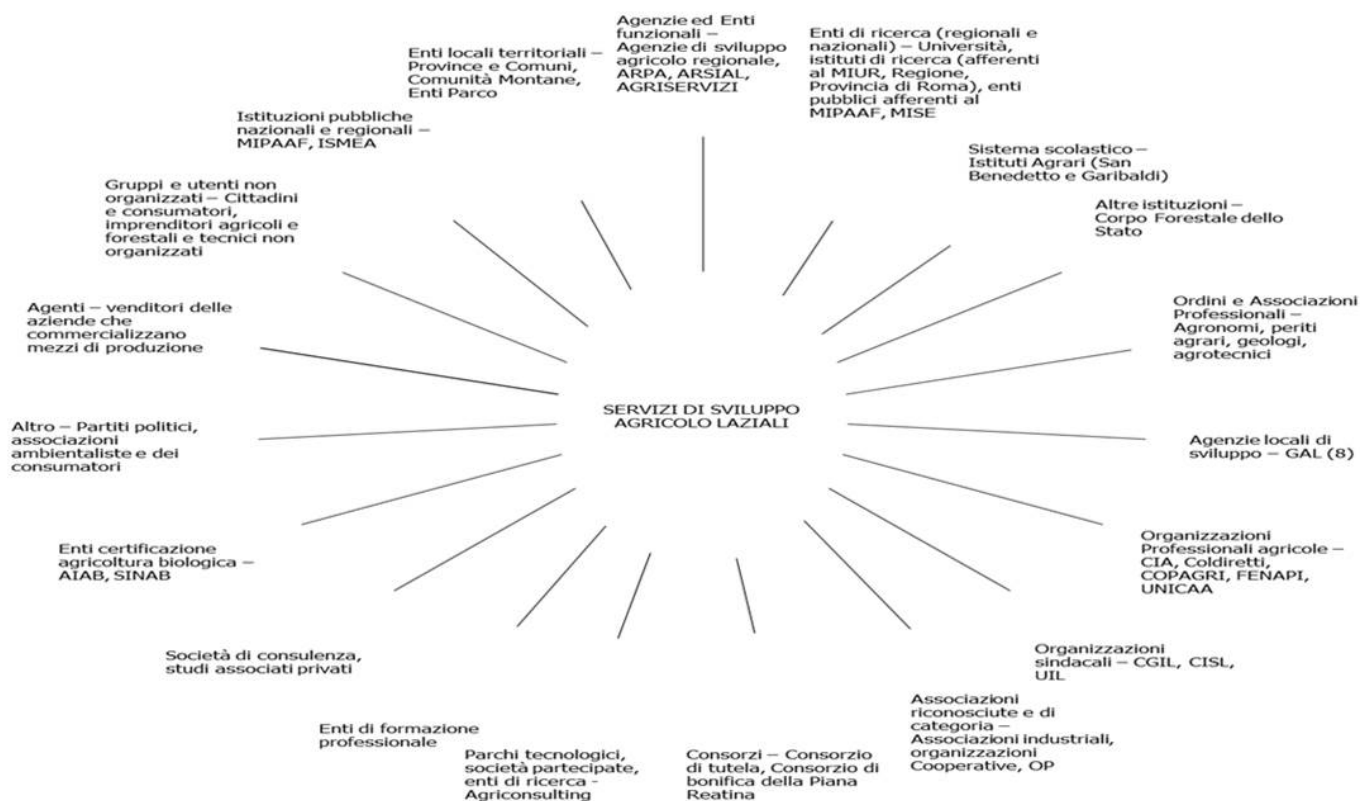 Agenzie ed Enti
funzionali –
Agenzie di sviluppo
agricolo regionale,
ARPA, ARSIAL,
AGRISERVIZI
Enti di ricerca (regionali e
nazionali) – Università,
istituti di ricerca (afferenti
al MIUR, Regione,
Provincia di Roma), enti
pubblici afferenti al
MIPAAF, MISE
Sistema scolastico –
Istituti Agrari (San
Benedetto e Garibaldi)
Altre istituzioni –
Corpo Forestale dello
Stato
Ordini e Associazioni
Professionali –
Agronomi, periti
agrari, geologi,
agrotecnici
Agenzie locali di
sviluppo – GAL (8)
Organizzazioni
Professionali agricole –
CIA, Coldiretti,
COPAGRI, FENAPI,
UNICAA
Organizzazioni
sindacali – CGIL, CISL,
UIL
Associazioni
riconosciute e di
categoria –
Associazioni industriali,
organizzazioni
Cooperative, OP
Consorzi – Consorzio
di tutela, Consorzio di
bonifica della Piana
Reatina
Parchi tecnologici,
società partecipate,
enti di ricerca -
Agriconsulting
Enti di formazione
professionale
Società di consulenza,
studi associati privati
Enti certificazione
agricoltura biologica –
AIAB, SINAB
Altro – Partiti politici,
associazioni
ambientaliste e dei
consumatori
Agenti – venditori delle
aziende che
commercializzano
mezzi di produzione
Gruppi e utenti non
organizzati – Cittadini
e consumatori,
imprenditori agricoli e
forestali e tecnici non
organizzati
Istituzioni pubbliche
nazionali e regionali –
MIPAAF, ISMEA
Enti locali territoriali –
Province e Comuni,
Comunità Montane,
Enti Parco
SERVIZI DI SVILUPPO
AGRICOLO LAZIALI